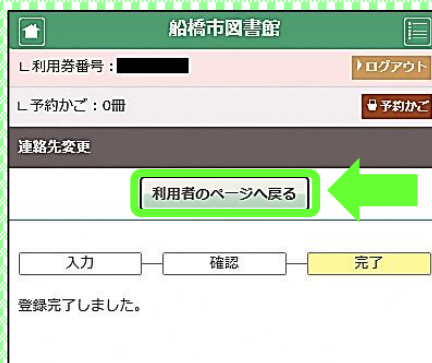 船橋市図書館
∟利用券番号：
ログアウト
∟予約かご：0冊
予約かご
連絡先変更
利用者のページへ戻る
入力 確認 完了
登録完了しました。